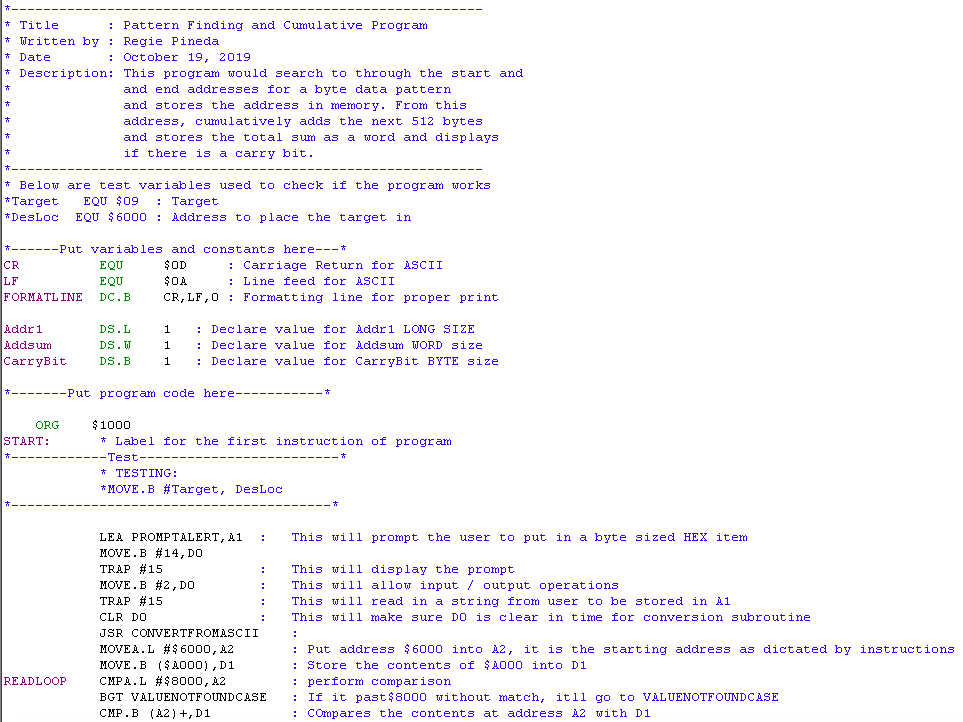 *-----------------------------------------------------------
* Title      : Pattern Finding and Cumulative Program
* Written by : Regie Pineda
* Date       : October 19, 2019
* Description: This program would search to through the start and
*              and end addresses for a byte data pattern
*              and stores the address in memory. From this
*              address, cumulatively adds the next 512 bytes
*              and stores the total sum as a word and displays
*              if there is a carry bit.
*-----------------------------------------------------------
* Below are test variables used to check if the program works
*Target   EQU $09  : Target
*DesLoc  EQU $6000 : Address to place the target in

*------Put variables and constants here---*
CR          EQU     $0D     : Carriage Return for ASCII
LF          EQU     $0A     : Line feed for ASCII
FORMATLINE  DC.B    CR,LF,0 : Formatting line for proper print

Addr1       DS.L    1   : Declare value for Addr1 LONG SIZE
Addsum      DS.W    1   : Declare value for Addsum WORD size
CarryBit    DS.B    1   : Declare value for CarryBit BYTE size

*-------Put program code here-----------*

    ORG    $1000
START:      * Label for the first instruction of program
*------------Test-------------------------*
            * TESTING:
            *MOVE.B #Target, DesLoc
*----------------------------------------*

            LEA PROMPTALERT,A1  :   This will prompt the user to put in a byte sized HEX item
            MOVE.B #14,D0
            TRAP #15            :   This will display the prompt
            MOVE.B #2,D0        :   This will allow input / output operations
            TRAP #15            :   This will read in a string from user to be stored in A1
            CLR D0              :   This will make sure D0 is clear in time for conversion subroutine
            JSR CONVERTFROMASCII    :
            MOVEA.L #$6000,A2       : Put address $6000 into A2, it is the starting address as dictated by instructions
            MOVE.B ($A000),D1       : Store the contents of $A000 into D1
READLOOP    CMPA.L #$8000,A2        : perform comparison
            BGT VALUENOTFOUNDCASE   : If it past$8000 without match, itll go to VALUENOTFOUNDCASE
            CMP.B (A2)+,D1          : COmpares the contents at address A2 with D1